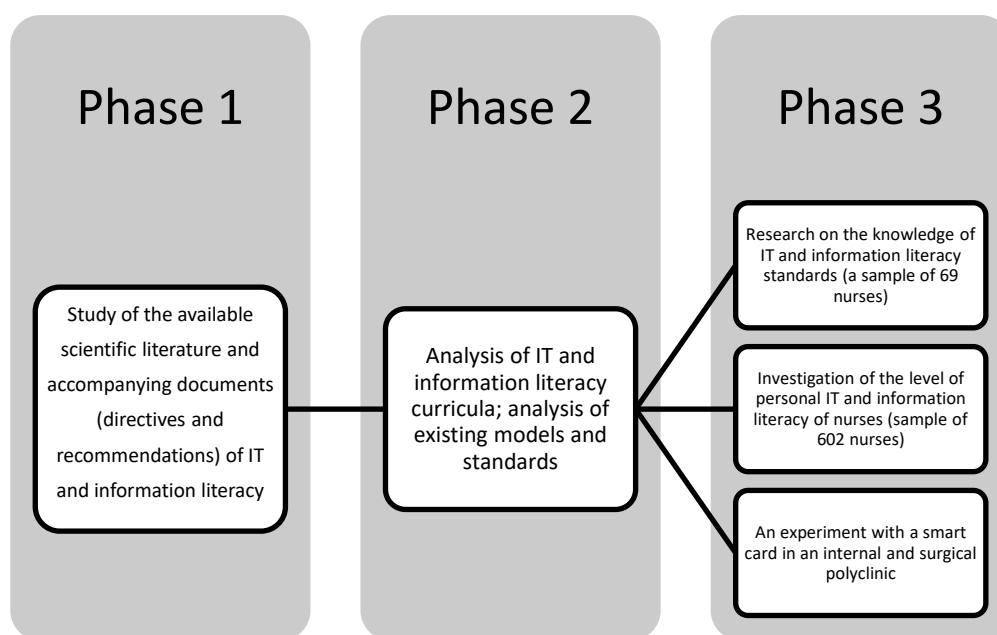 Phase 1
Study of the available
scientific literature and
accompanying documents
(directives and
recommendations) of IT
and information literacy
Phase 2
Analysis of IT and
information literacy
curricula; analysis of
existing models and
standards
Phase 3
Research on the knowledge of
IT and information literacy
standards (a sample of 69
nurses)
Investigation of the level of
personal IT and information
literacy of nurses (sample of
602 nurses)
An experiment with a smart
card in an internal and surgical
polyclinic